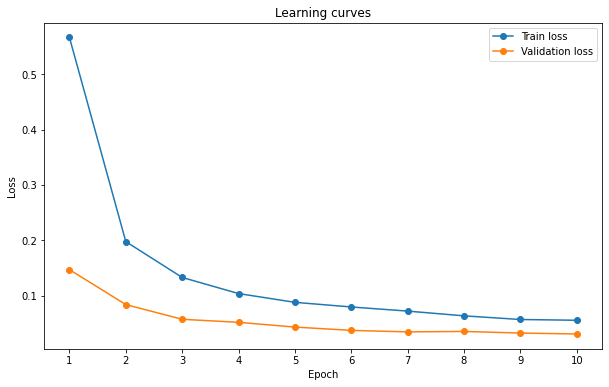 Learning curves
Train loss
Validation loss
0.5
0.4
0.3
0.2
0.1
Loss
1 2 3 4 5 6 7 8 9 10
Epoch